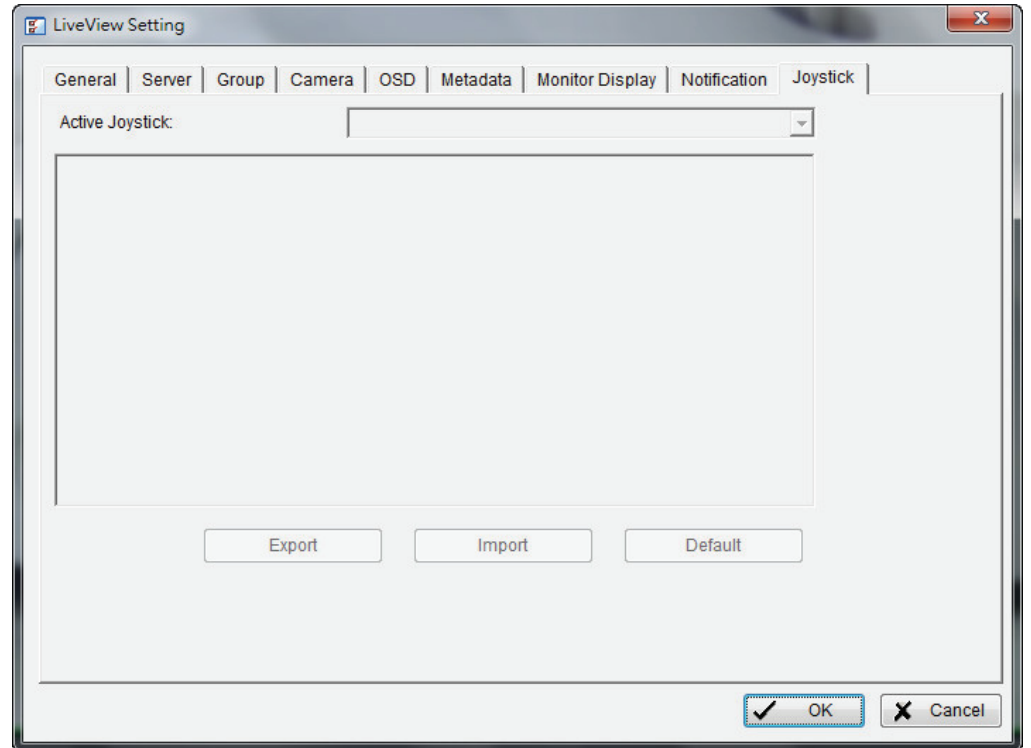 LiveView Setting
General Server Group Camera OSD Metadata Monitor Display Notification Joystick
Active Joystick:
Export Import Default
OK Cancel